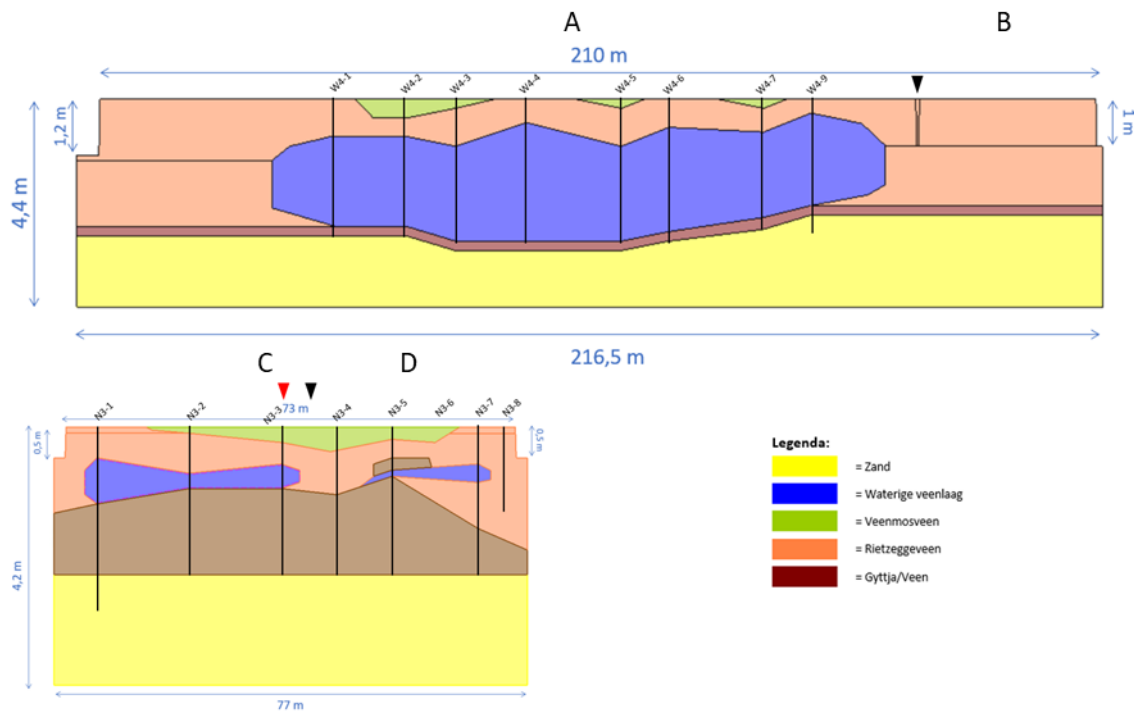 A B
210 m
W4-1 W4-2 W4-3 W4-4 W4-5 W4-6 W4-7 W4-9
1,2 m
1 m
4,4 m
216,5 m
C D
N3-1 N3-2 N3-3 N3-4 N3-5 N3-6 N3-7 N3-8
73 m
0,5 m
0,5 m
4,2 m
77 m
Legenda:
= Zand
= Waterige veenlaag
= Veenmosveen
= Rietzeggeveen
= Gyttja/Veen